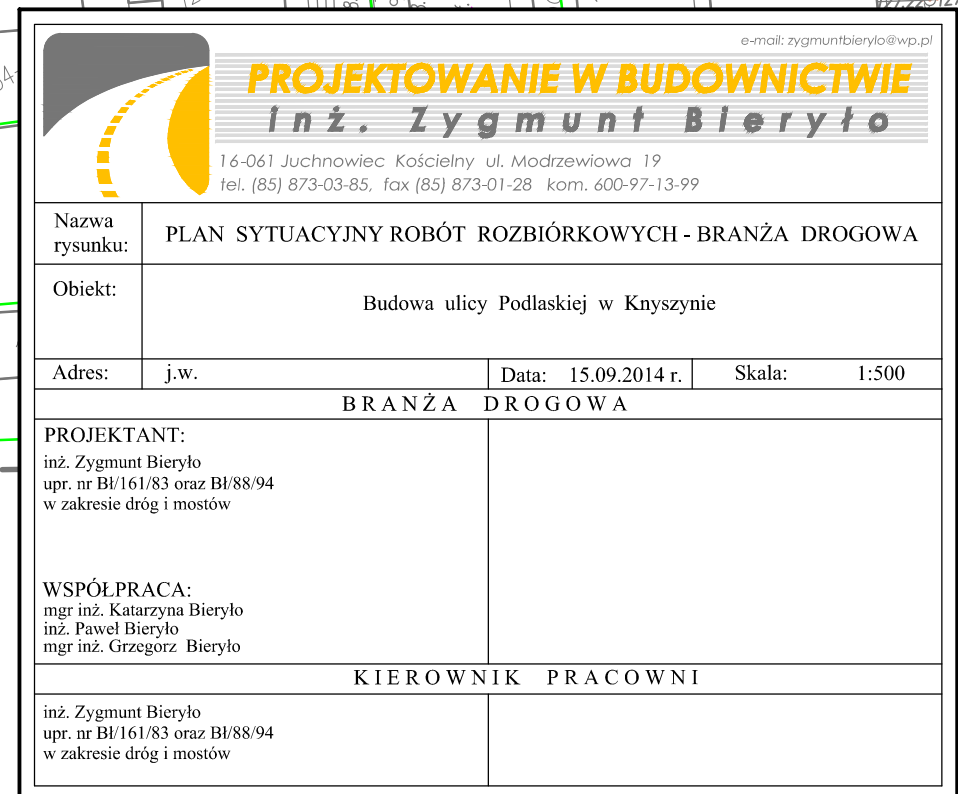 e-mail: zygmuntbierylo@wp.pl
PROJEKTOWANIE W BUDOWNICTWIE
inż. Zygmunt Bieryło
16-061 Juchnowiec Kościelny ul. Modrzewiowa 19
tel. (85) 873-03-85, fax (85) 873-01-28 kom. 600-97-13-99
Nazwa
rysunku:
PLAN SYTUACYJNY ROBÓT ROZBIÓRKOWYCH - BRANŻA DROGOWA
Obiekt:
Budowa ulicy Podlaskiej w Knyszynie
Adres: j.w. Data: 15.09.2014 r. Skala: 1:500
BRANŻA DROGOWA
PROJEKTANT:
inż. Zygmunt Bieryło
upr. nr Bł/161/83 oraz Bł/88/94
w zakresie dróg i mostów
WSPÓŁPRACA:
mgr inż. Katarzyna Bieryło
inż. Paweł Bieryło
mgr inż. Grzegorz Bieryło
KIEROWNIK PRACOWNI
inż. Zygmunt Bieryło
upr. nr Bł/161/83 oraz Bł/88/94
w zakresie dróg i mostów